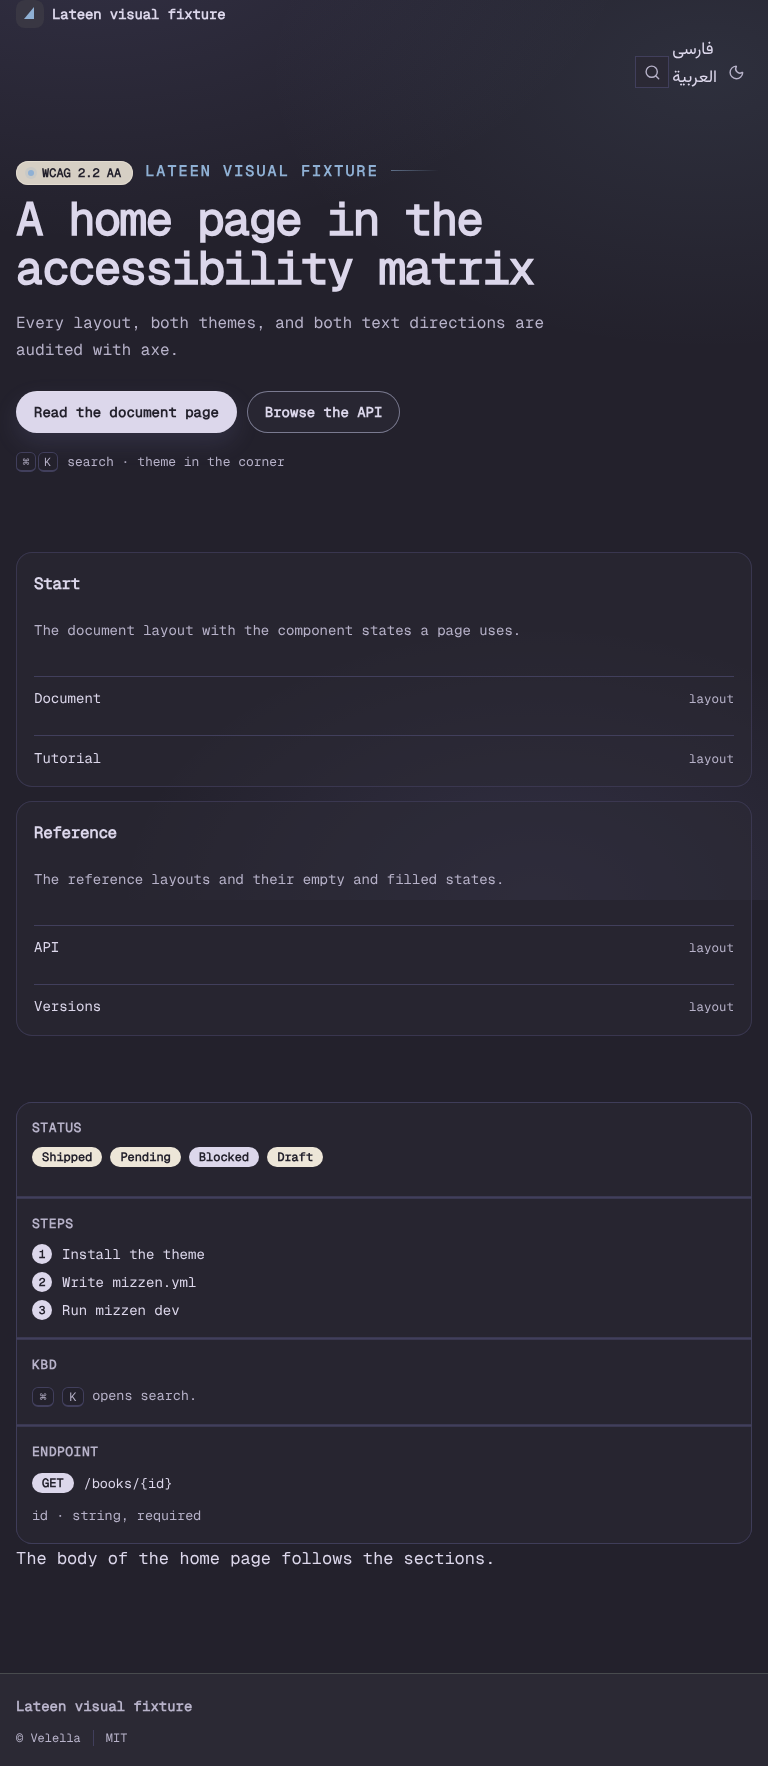 Lateen visual fixture
فارسی
العربية
WCAG 2.2 AA
LATEEN VISUAL FIXTURE
A home page in the
accessibility matrix
Every layout, both themes, and both text directions are
audited with axe.
Read the document page
Browse the API
⌘ K search · theme in the corner
Start
The document layout with the component states a page uses.
Document layout
Tutorial layout
Reference
The reference layouts and their empty and filled states.
API layout
Versions layout
STATUS
Shipped Pending Blocked Draft
STEPS
1 Install the theme
2 Write mizzen.yml
3 Run mizzen dev
KBD
⌘ K opens search.
ENDPOINT
GET /books/{id}
id · string, required
The body of the home page follows the sections.
Lateen visual fixture
© Velella MIT